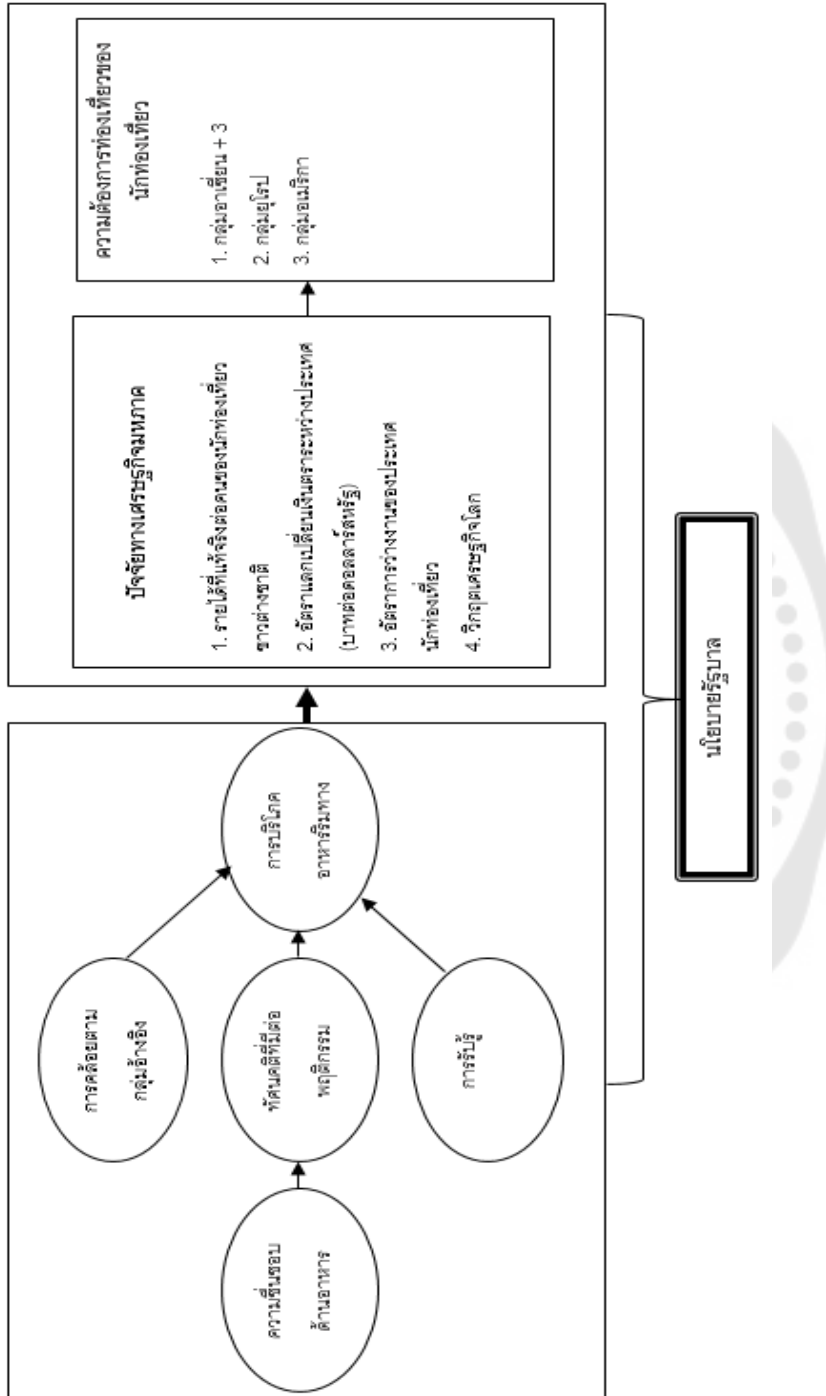 การคล้อยตาม
กลุ่มอ้างอิง
ความชื่นชอบ
ด้านอาหาร
ทัศนคติที่มีต่อ
พฤติกรรม
การบริโภค
อาหารริมทาง
การรับรู้
ปัจจัยทางเศรษฐกิจมหภาค
1. รายได้ที่แท้จริงต่อคนของนักท่องเที่ยว
ชาวต่างชาติ
2. อัตราแลกเปลี่ยนเงินตราระหว่างประเทศ
(บาทต่อดอลลาร์สหรัฐ)
3. อัตราการว่างงานของประเทศ
นักท่องเที่ยว
4. วิกฤตเศรษฐกิจโลก
ความต้องการท่องเที่ยวของ
นักท่องเที่ยว
1. กลุ่มอาเซียน + 3
2. กลุ่มยุโรป
3. กลุ่มอเมริกา
นโยบายรัฐบาล